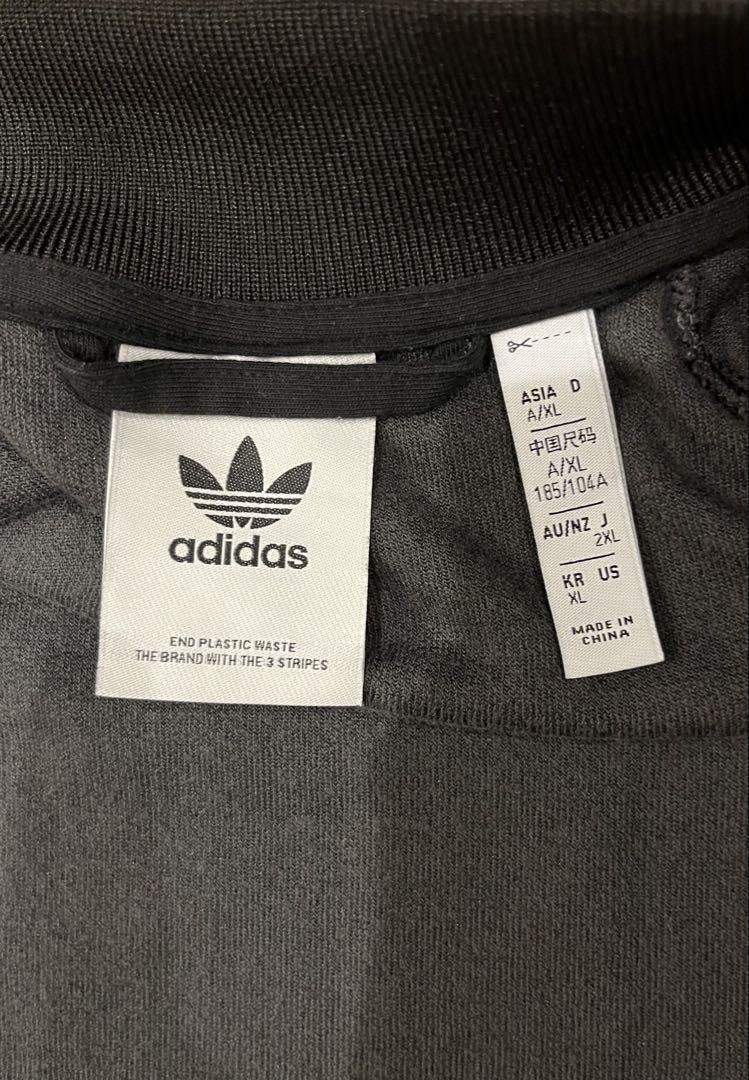 adidas
END PLASTIC WASTE
THE BRAND WITH THE 3 STRIPES
ASIA D
A/XL
中国尺码
A/XL
185/104A
AU/NZ J
2XL
KR US
XL
MADE IN
CHINA